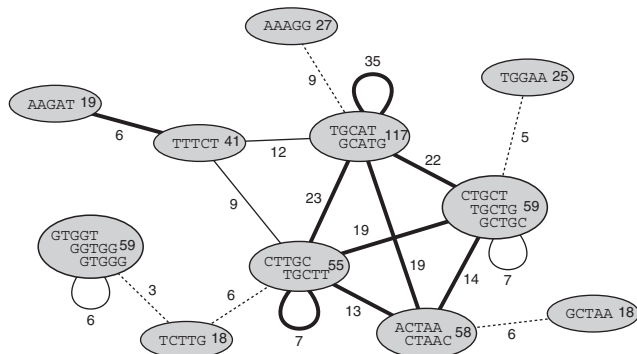 AAAGG 27
35
9
TGGAA 25
AAGAT 19
6
TTTCT 41
12
TGCAT
GCATG 117
22
5
9
23
CTGCT
TGCTG 59
GCTGC
GTGGT
GGTGG 59
GTGGG
19
19
14
7
CTTGC
TGCTT 55
3
6
6
13
7
TCTTG 18
ACTAA
CTAAC 58
6
GCTAA 18